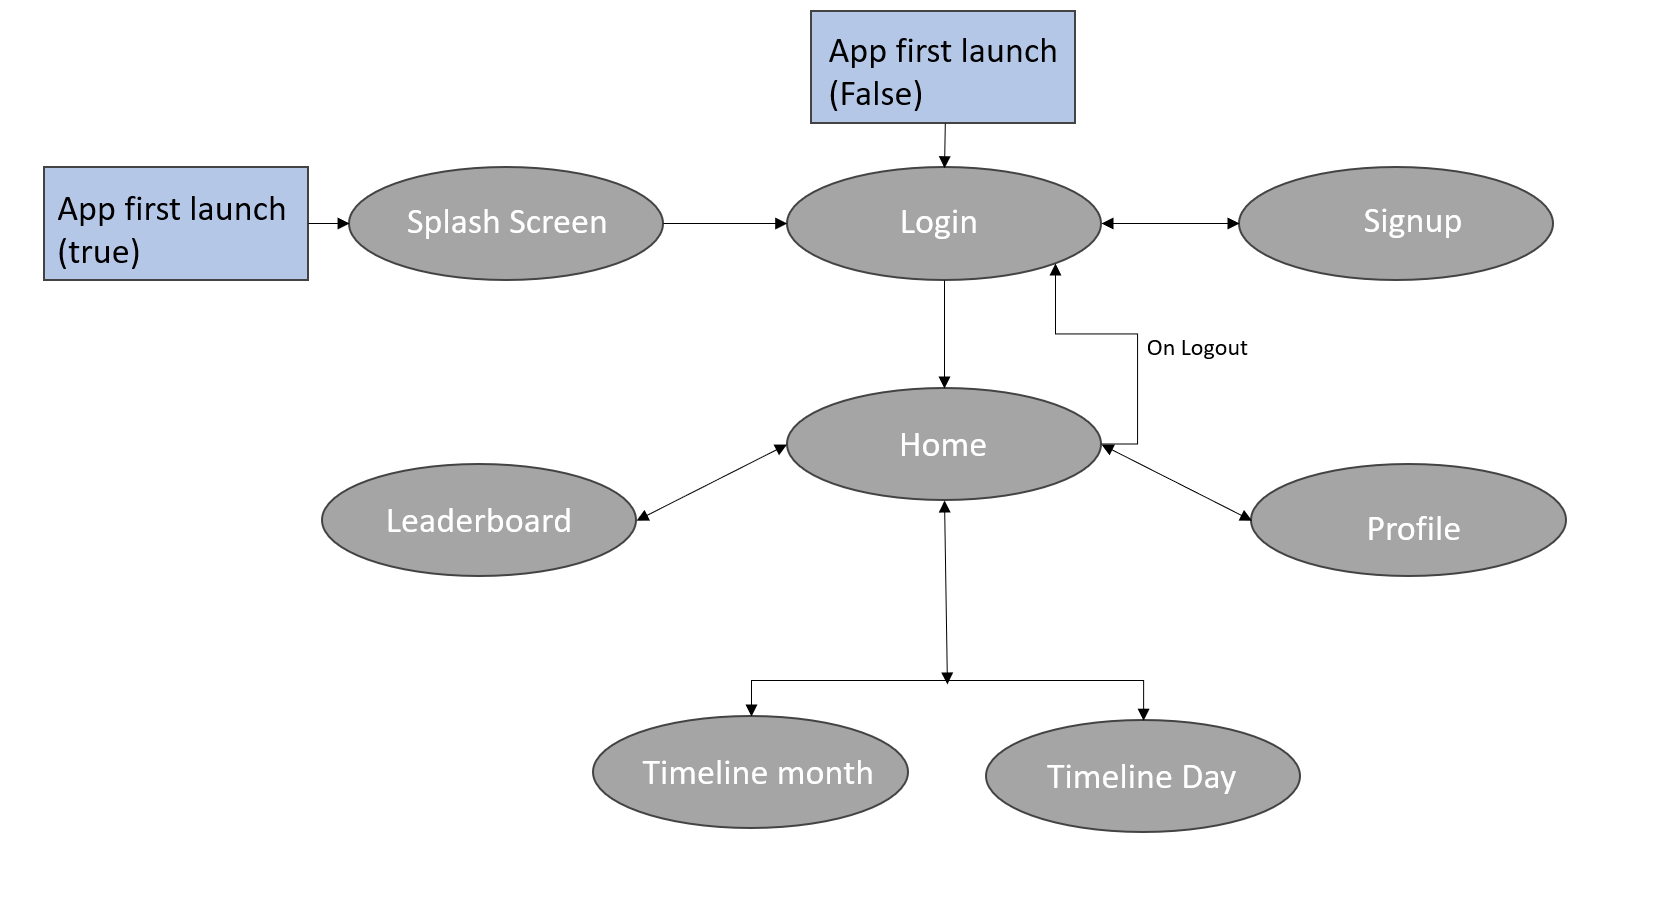 App first launch
(False)
App first launch
(true)
Splash Screen
Login
Signup
On Logout
Home
Leaderboard
Profile
Timeline month
Timeline Day